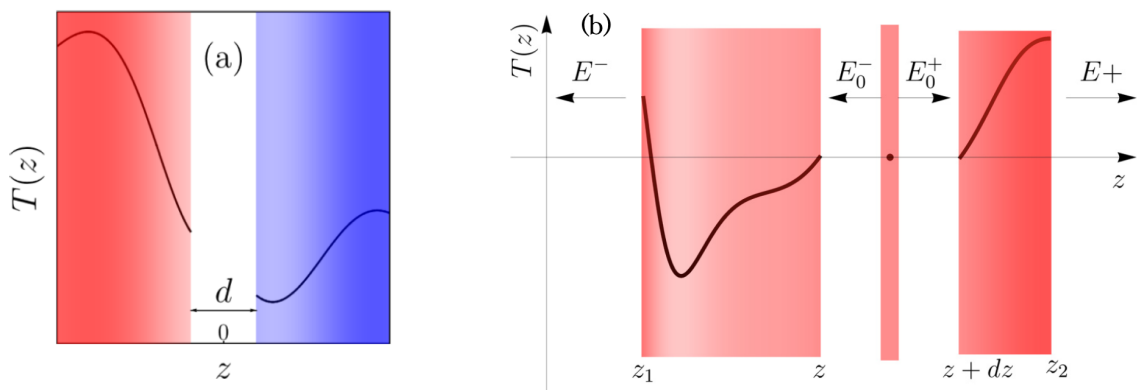 (a)
T(z)
d
0
z
(b)
T(z)
E⁻
E₀⁻
E₀⁺
E+
z
z₁
z
z + dz
z₂